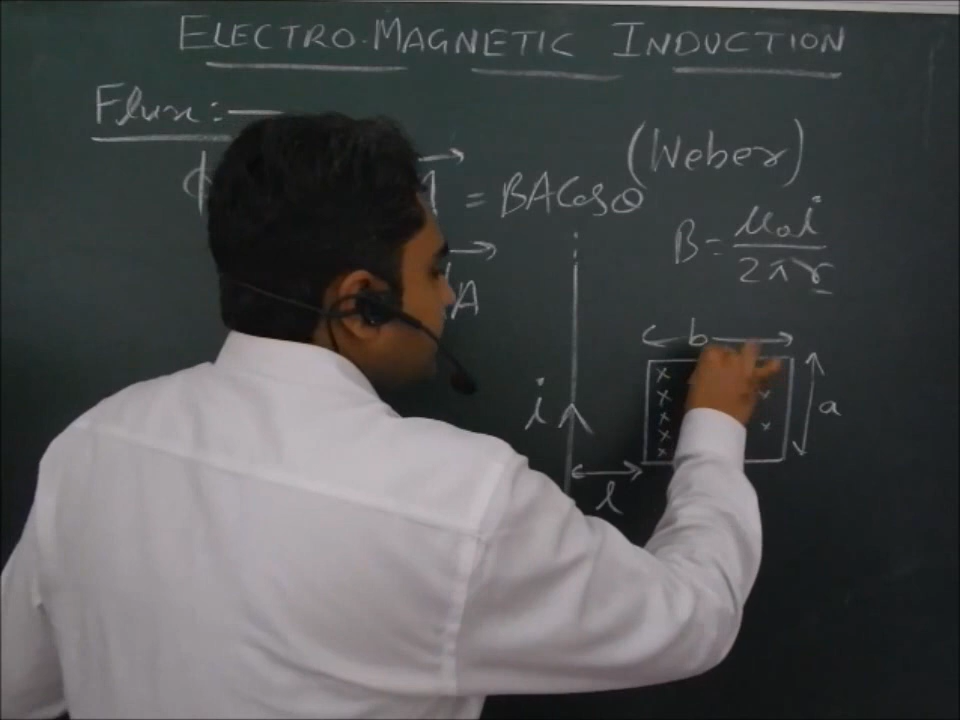 ELECTRO-MAGNETIC INDUCTION
Flux:—
(Weber)
ϕ = BACosθ
B = μ₀i / 2πr
A
b
i
a
l